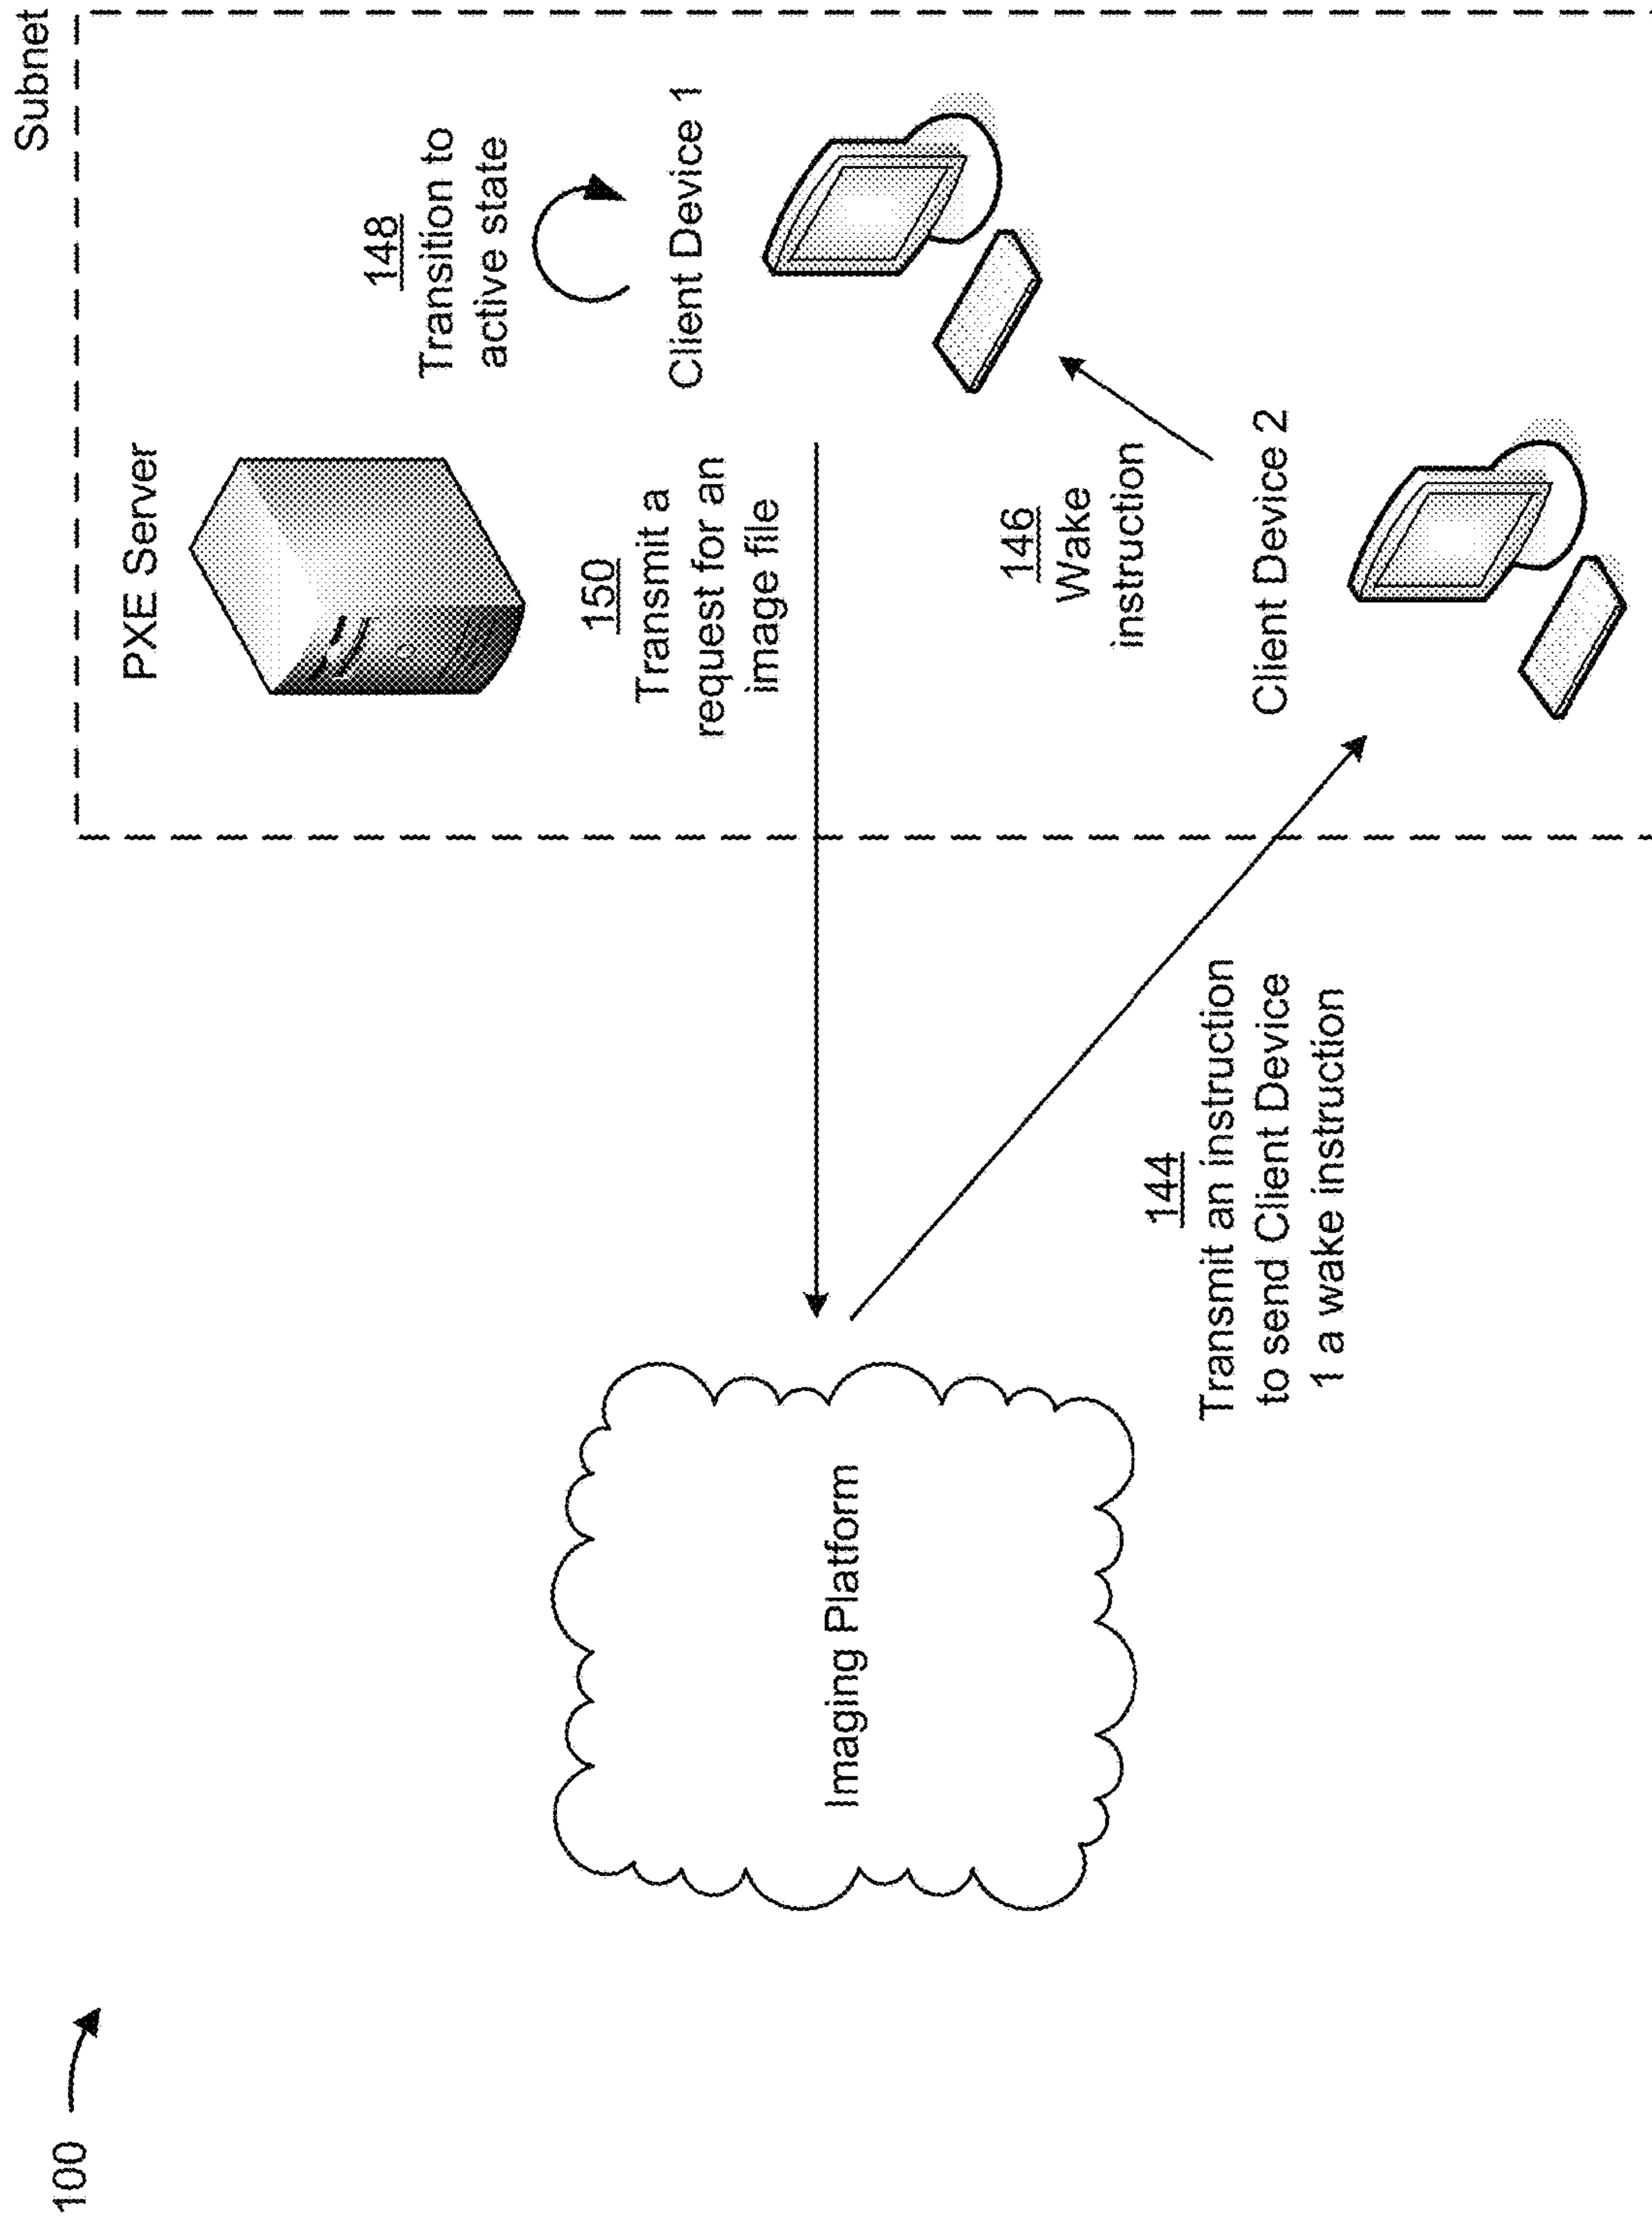 100
Subnet
PXE Server
148
Transition to
active state
Client Device 1
150
Transmit a
request for an
image file
146
Wake
instruction
Client Device 2
Imaging Platform
144
Transmit an instruction
to send Client Device
1 a wake instruction